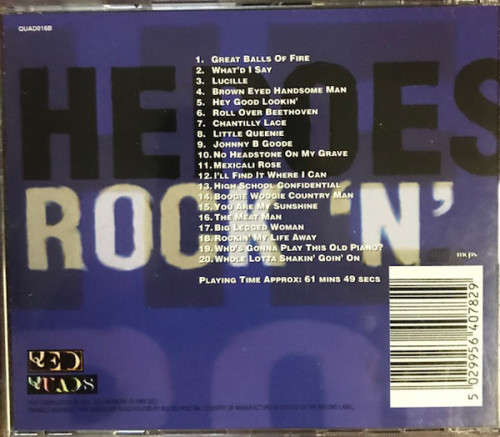 QUAD016B
HEROES
ROCK 'N'
1. GREAT BALLS OF FIRE
2. WHAT'D I SAY
3. LUCILLE
4. BROWN EYED HANDSOME MAN
5. HEY GOOD LOOKIN'
6. ROLL OVER BEETHOVEN
7. CHANTILLY LACE
8. LITTLE QUEENIE
9. JOHNNY B GOODE
10. NO HEADSTONE ON MY GRAVE
11. MEXICALI ROSE
12. I'LL FIND IT WHERE I CAN
13. HIGH SCHOOL CONFIDENTIAL
14. BOOGIE WOOGIE COUNTRY MAN
15. YOU ARE MY SUNSHINE
16. THE MEAT MAN
17. BIG LEGGED WOMAN
18. ROCKIN' MY LIFE AWAY
19. WHO'S GONNA PLAY THIS OLD PIANO?
20. WHOLE LOTTA SHAKIN' GOIN' ON
PLAYING TIME APPROX: 61 MINS 49 SECS
mcps
5 029956 407829
RED
QUADS